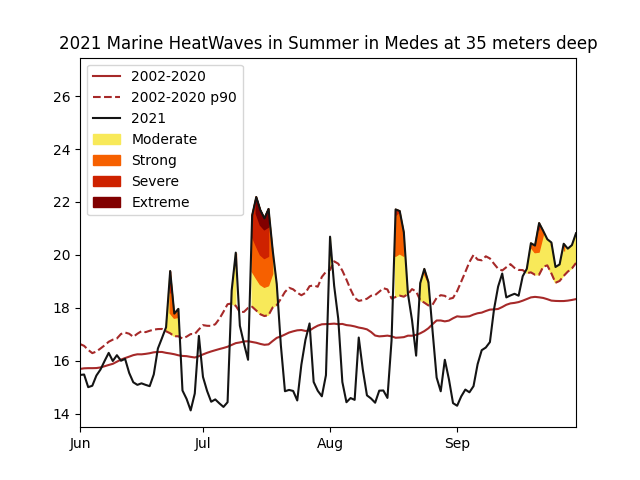 2021 Marine HeatWaves in Summer in Medes at 35 meters deep
2002-2020
2002-2020 p90
2021
Moderate
Strong
Severe
Extreme
26
24
22
20
18
16
14
Jun
Jul
Aug
Sep